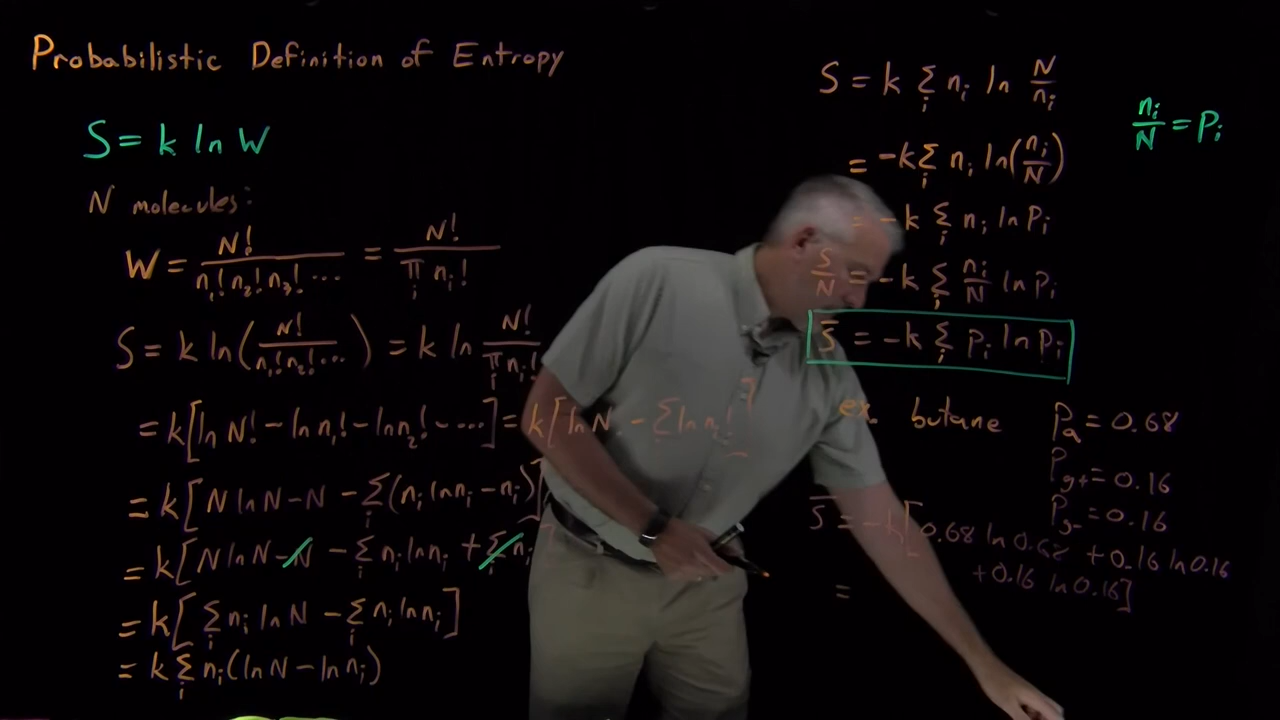 Probabilistic Definition of Entropy
S = k ln W
N molecules:
W = N! / (n₁! n₂! n₃! ⋯) = N! / (∏ᵢ nᵢ!)
S = k ln(N! / (n₁! n₂! ⋯)) = k ln N! / (∏ᵢ nᵢ!
= k[ln N! − ln n₁! − ln n₂! − ⋯] = k[ln N. − Σᵢ ln nᵢ!]
= k[N ln N − N − Σᵢ (nᵢ ln nᵢ − nᵢ)]
= k[N ln N − N − Σᵢ nᵢ ln nᵢ + Σᵢ nᵢ]
= k[Σᵢ nᵢ ln N − Σᵢ nᵢ ln nᵢ]
= k Σᵢ nᵢ (ln N − ln nᵢ)
S = k Σᵢ nᵢ ln N/nᵢ
= −k Σᵢ nᵢ ln(nᵢ/N)
= −k Σᵢ nᵢ ln pᵢ
S/N = −k Σᵢ nᵢ/N ln pᵢ
S̅ = −k Σᵢ pᵢ ln pᵢ
nᵢ/N = pᵢ
ex. butane
Pa = 0.68
Pg+ = 0.16
Pg- = 0.16
S̅ = −k[0.68 ln 0.68 + 0.16 ln 0.16
+ 0.16 ln 0.16]
=